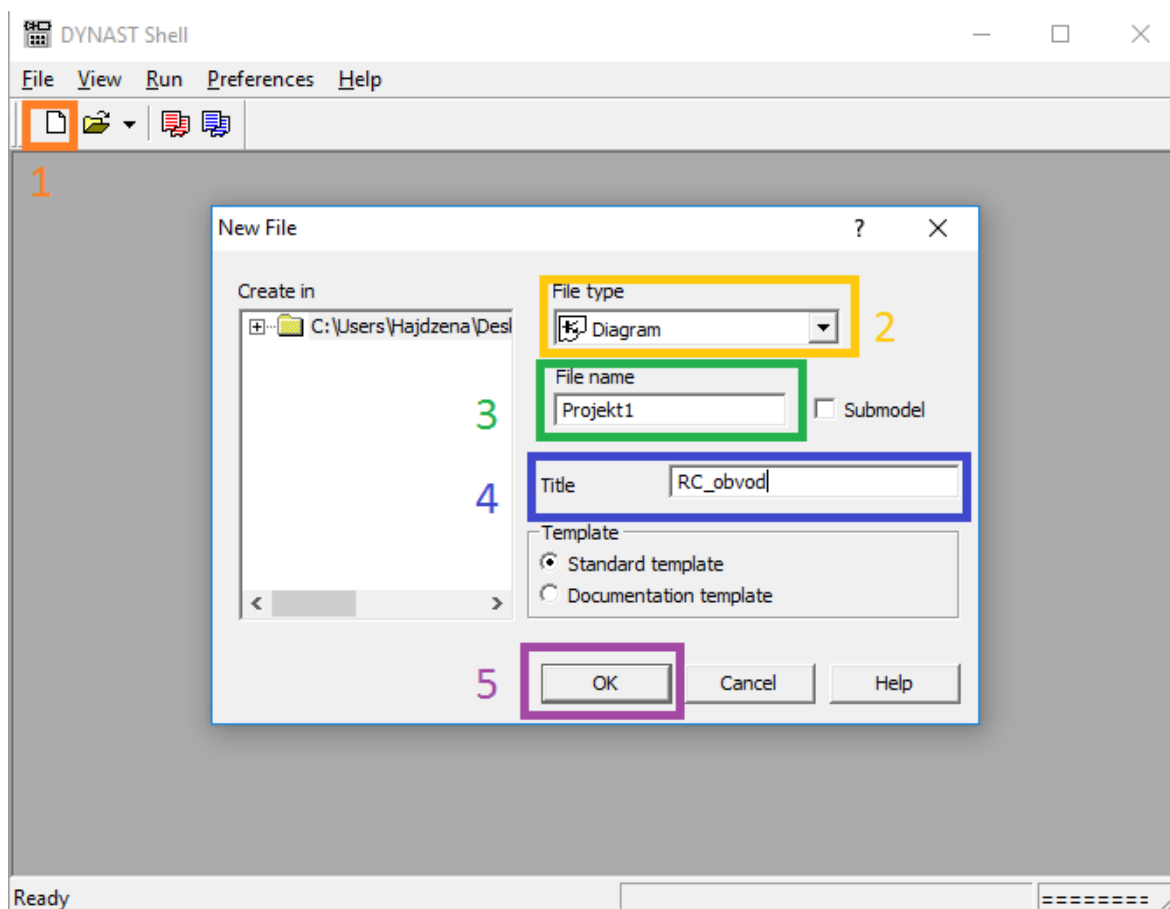 DYNAST Shell
File View Run Preferences Help
1
New File
?
Create in
C:\Users\Hajdzena\Desl
File type
Diagram
2
File name
Projekt1
3
Submodel
Title
RC_obvod
4
Template
Standard template
Documentation template
5
OK Cancel Help
Ready
========